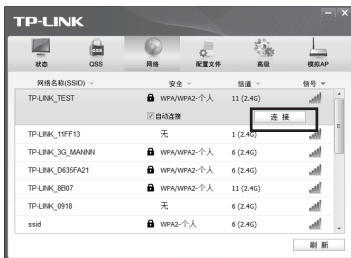 TP-LINK
状态 QSS 网络 配置文件 高级 模拟AP
网络名称(SSID) 安全 信道 信号
TP-LINK_TEST WPA/WPA2-个人 11 (2.4G)
自动连接 连 接
TP-LINK_11FF13 无 1 (2.4G)
TP-LINK_3G_MANNN WPA/WPA2-个人 6 (2.4G)
TP-LINK_D635FA21 WPA/WPA2-个人 6 (2.4G)
TP-LINK_8B07 WPA/WPA2-个人 11 (2.4G)
TP-LINK_0918 无 6 (2.4G)
ssid WPA2-个人 6 (2.4G)
刷 新